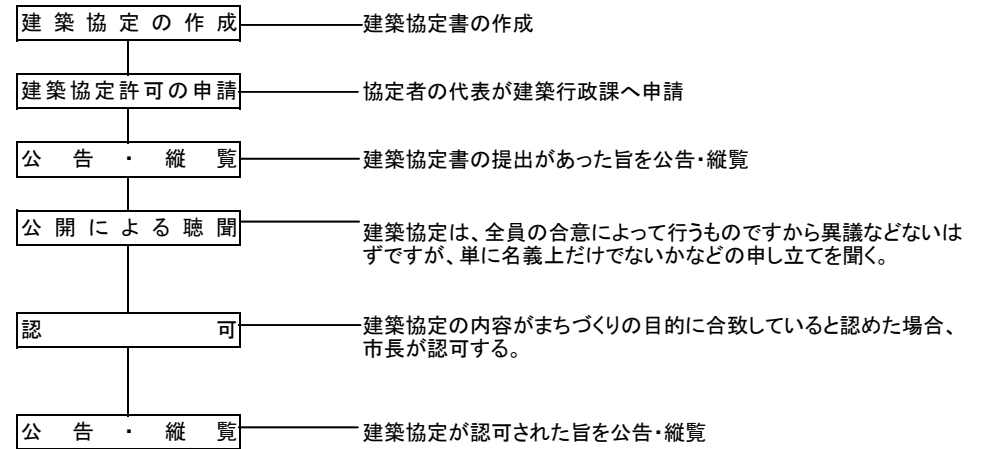 建築協定の作成
建築協定書の作成
建築協定許可の申請
協定者の代表が建築行政課へ申請
公告・縦覧
建築協定書の提出があった旨を公告・縦覧
公開による聴聞
建築協定は、全員の合意によって行うものですから異議などないは
ずですが、単に名義上だけでないかなどの申し立てを聞く。
認可
建築協定の内容がまちづくりの目的に合致していると認めた場合、
市長が認可する。
公告・縦覧
建築協定が認可された旨を公告・縦覧